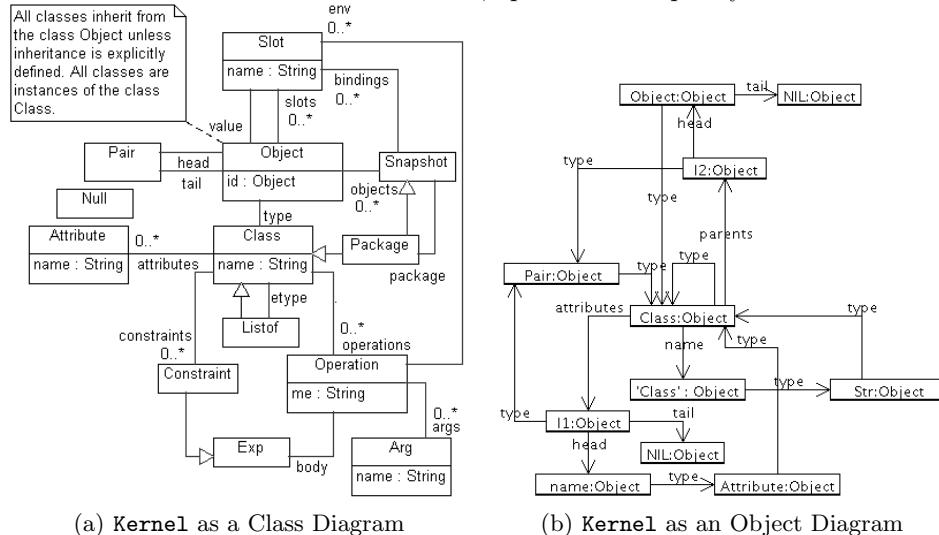 All classes inherit from
the class Object unless
inheritance is explicitly
defined. All classes are
instances of the class
Class.
env
0..*
Slot
name : String
bindings
0..*
slots
0..*
value
Pair
head
tail
Object
id : Object
Snapshot
objects
0..*
Null
type
Attribute
name : String
0..*
attributes
Class
name : String
Package
package
etype
Listof
constraints
0..*
0..*
operations
Constraint
Operation
me : String
Exp
body
0..*
args
Arg
name : String
(a) Kernel as a Class Diagram
Object:Object
tail
NIL:Object
head
type
l2:Object
type
parents
Pair:Object
type
type
attributes
Class:Object
type
type
name
'Class' : Object
type
Str:Object
type
l1:Object
tail
head
NIL:Object
name:Object
type
Attribute:Object
(b) Kernel as an Object Diagram